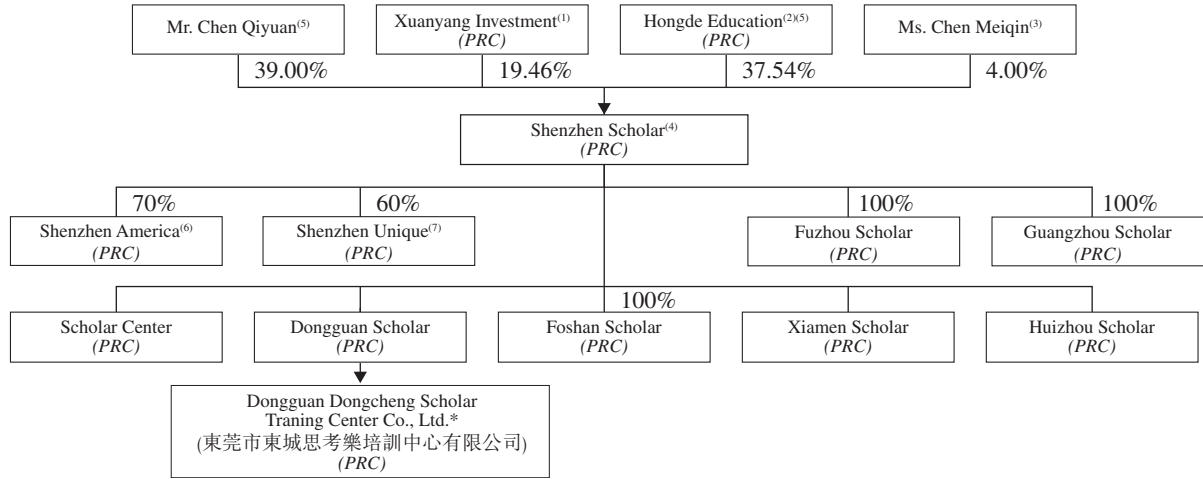 Mr. Chen Qiyuan(5)
Xuanyang Investment(1)
(PRC)
Hongde Education(2)(5)
(PRC)
Ms. Chen Meiqin(3)
39.00%
19.46%
37.54%
4.00%
Shenzhen Scholar(4)
(PRC)
70%
60%
100%
100%
Shenzhen America(6)
(PRC)
Shenzhen Unique(7)
(PRC)
Fuzhou Scholar
(PRC)
Guangzhou Scholar
(PRC)
100%
Scholar Center
(PRC)
Dongguan Scholar
(PRC)
Foshan Scholar
(PRC)
Xiamen Scholar
(PRC)
Huizhou Scholar
(PRC)
Dongguan Dongcheng Scholar
Traning Center Co., Ltd.*
(東莞市東城思考樂培訓中心有限公司)
(PRC)